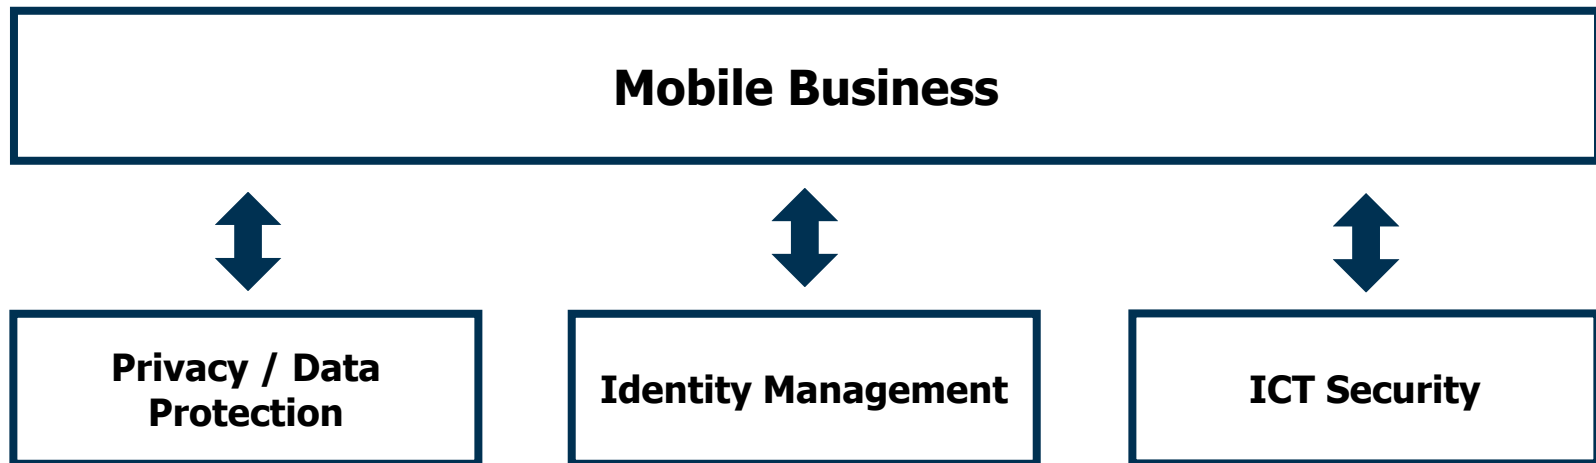 Mobile Business
Privacy / Data
Protection
Identity Management
ICT Security